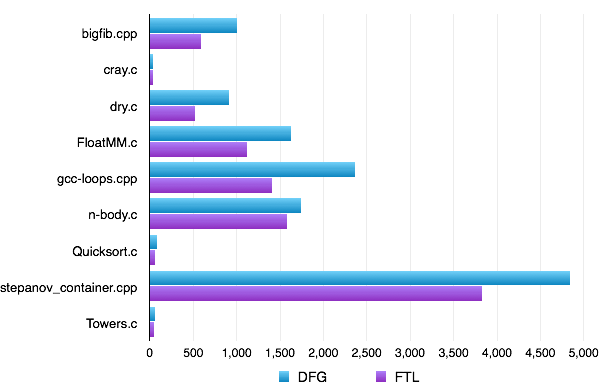 bigfib.cpp
cray.c
dry.c
FloatMM.c
gcc-loops.cpp
n-body.c
Quicksort.c
stepanov_container.cpp
Towers.c
0 500 1,000 1,500 2,000 2,500 3,000 3,500 4,000 4,500 5,000
DFG FTL